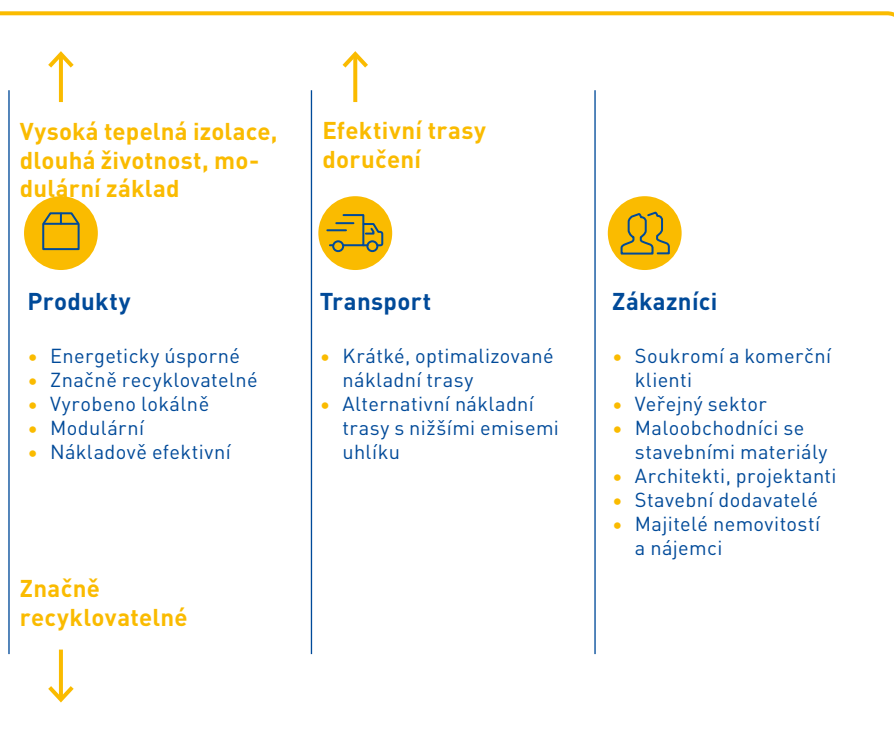 Vysoká tepelná izolace,
dlouhá životnost, mo-
dulární základ
Produkty
• Energeticky úsporné
• Značně recyklovatelné
• Vyrobeno lokálně
• Modulární
• Nákladově efektivní
Značně
recyklovatelné
Efektivní trasy
doručení
Transport
• Krátké, optimalizované
nákladní trasy
• Alternativní nákladní
trasy s nižšími emisemi
uhlíku
Zákazníci
• Soukromí a komerční
klienti
• Veřejný sektor
• Maloobchodníci se
stavebními materiály
• Architekti, projektanti
• Stavební dodavatelé
• Majitelé nemovitostí
a nájemci